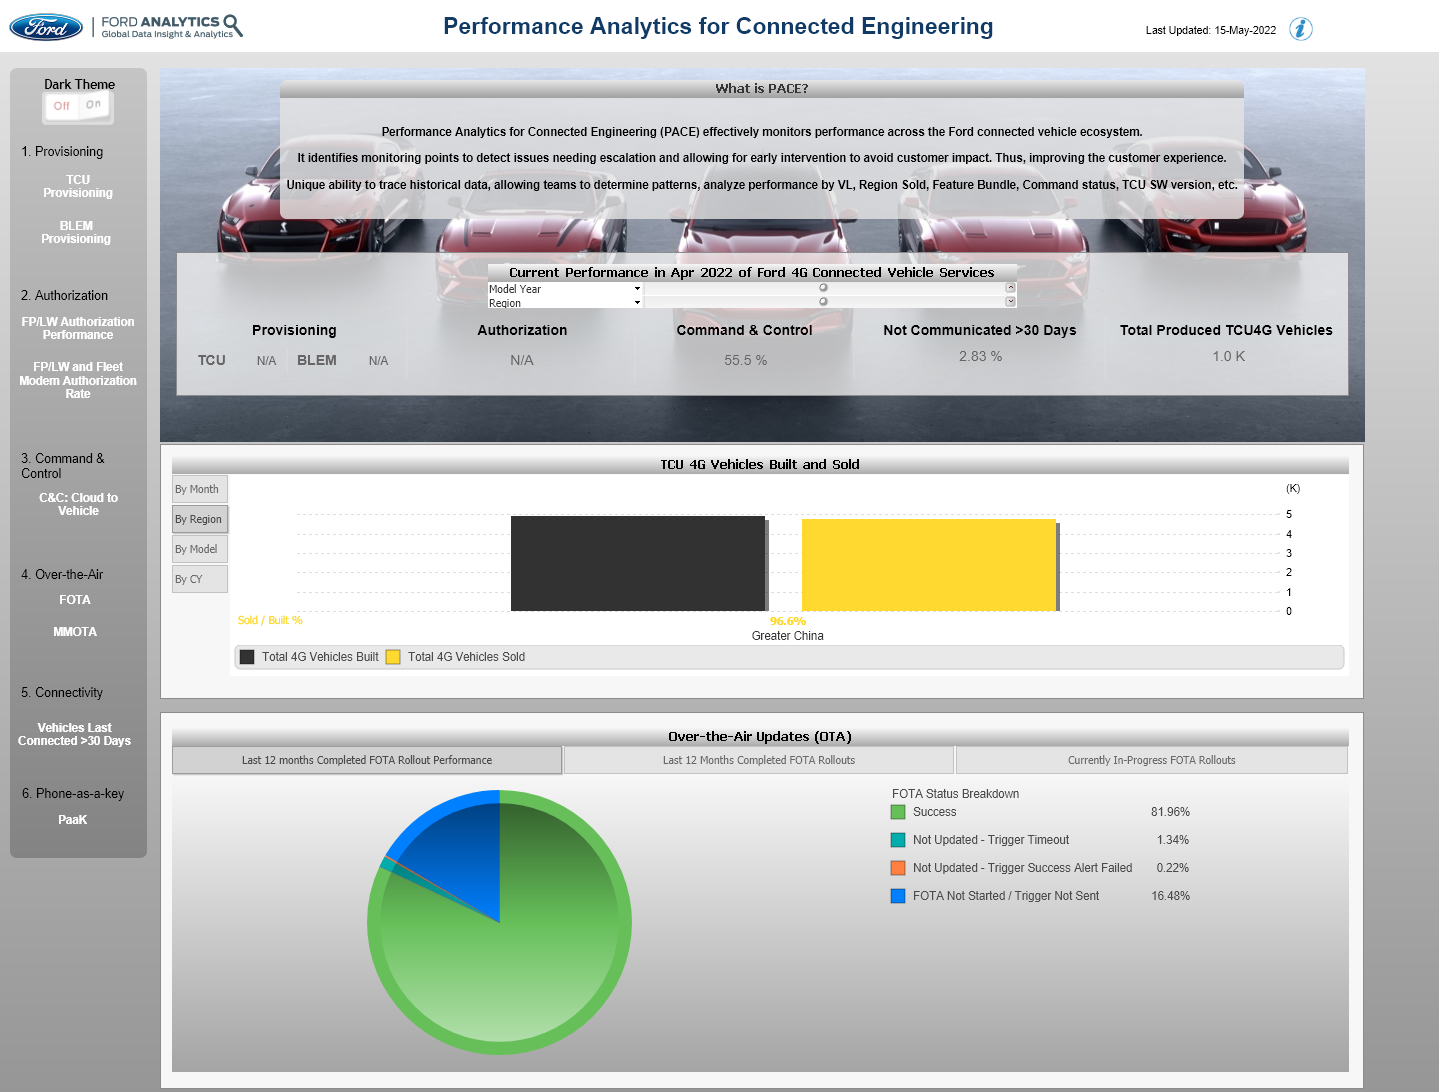 Ford
FORD ANALYTICS
Global Data Insight & Analytics
Performance Analytics for Connected Engineering
Last Updated: 15-May-2022
i
Dark Theme
Off On
1. Provisioning
TCU
Provisioning
BLEM
Provisioning
2. Authorization
FP/LW Authorization
Performance
FP/LW and Fleet
Modem Authorization
Rate
3. Command &
Control
C&C: Cloud to
Vehicle
4. Over-the-Air
FOTA
MMOTA
5. Connectivity
Vehicles Last
Connected >30 Days
6. Phone-as-a-key
PaaK
What is PACE?
Performance Analytics for Connected Engineering (PACE) effectively monitors performance across the Ford connected vehicle ecosystem.
It identifies monitoring points to detect issues needing escalation and allowing for early intervention to avoid customer impact. Thus, improving the customer experience.
Unique ability to trace historical data, allowing teams to determine patterns, analyze performance by VL, Region Sold, Feature Bundle, Command status, TCU SW version, etc.
Current Performance in Apr 2022 of Ford 4G Connected Vehicle Services
Model Year
Region
Provisioning
TCU N/A BLEM N/A
Authorization
N/A
Command & Control
55.5 %
Not Communicated >30 Days
2.83 %
Total Produced TCU4G Vehicles
1.0 K
TCU 4G Vehicles Built and Sold
By Month
By Region
By Model
By CY
(K)
5
4
3
2
1
0
Sold / Built %
96.6%
Greater China
Total 4G Vehicles Built
Total 4G Vehicles Sold
Over-the-Air Updates (OTA)
Last 12 months Completed FOTA Rollout Performance
Last 12 Months Completed FOTA Rollouts
Currently In-Progress FOTA Rollouts
FOTA Status Breakdown
Success 81.96%
Not Updated - Trigger Timeout 1.34%
Not Updated - Trigger Success Alert Failed 0.22%
FOTA Not Started / Trigger Not Sent 16.48%